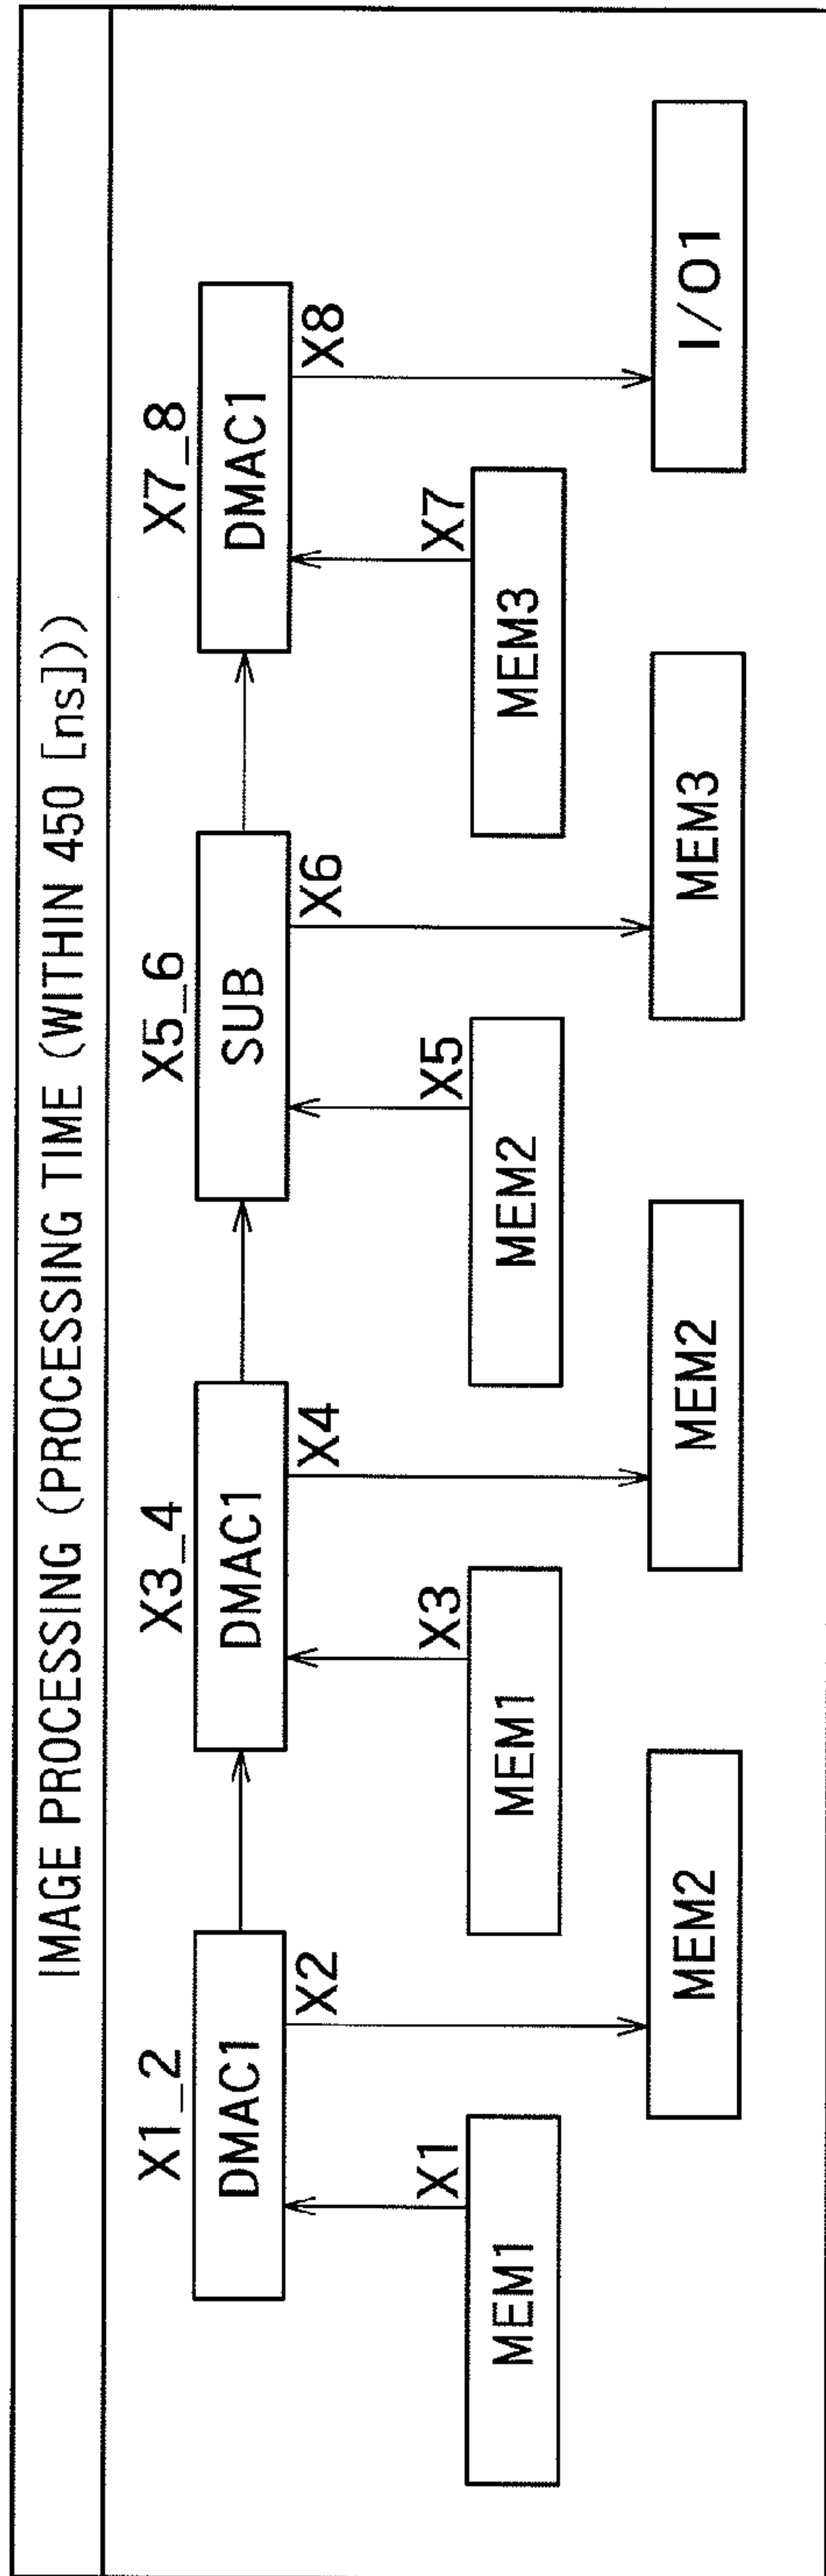 IMAGE PROCESSING (PROCESSING TIME (WITHIN 450 [ns]))
X1_2
X3_4
X5_6
X7_8
DMAC1
DMAC1
SUB
DMAC1
X1
X2
X3
X4
X5
X6
X7
X8
MEM1
MEM1
MEM2
MEM3
MEM2
MEM2
MEM3
I/O1